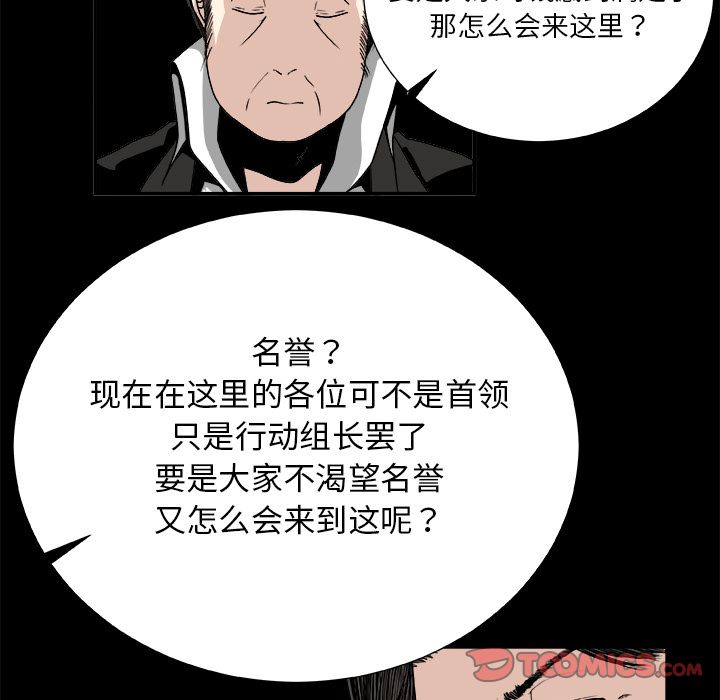 那怎么会来这里？
名誉？
现在在这里的各位可不是首领
只是行动组长罢了
要是大家不渴望名誉
又怎么会来到这呢？
TOOMICS.COM